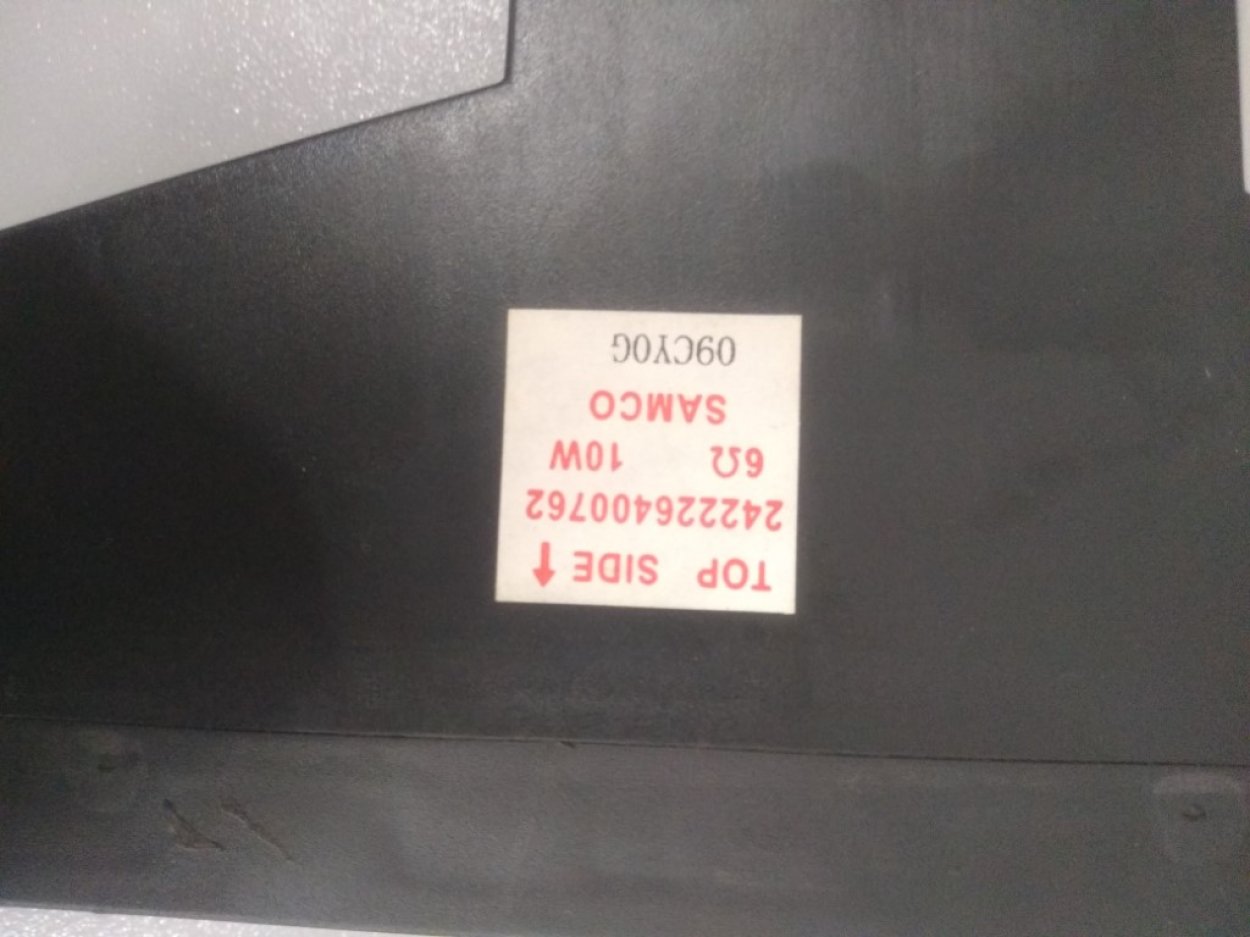 TOP SIDE ↑
242226400762
6Ω 10W
SAMCO
09CY0G